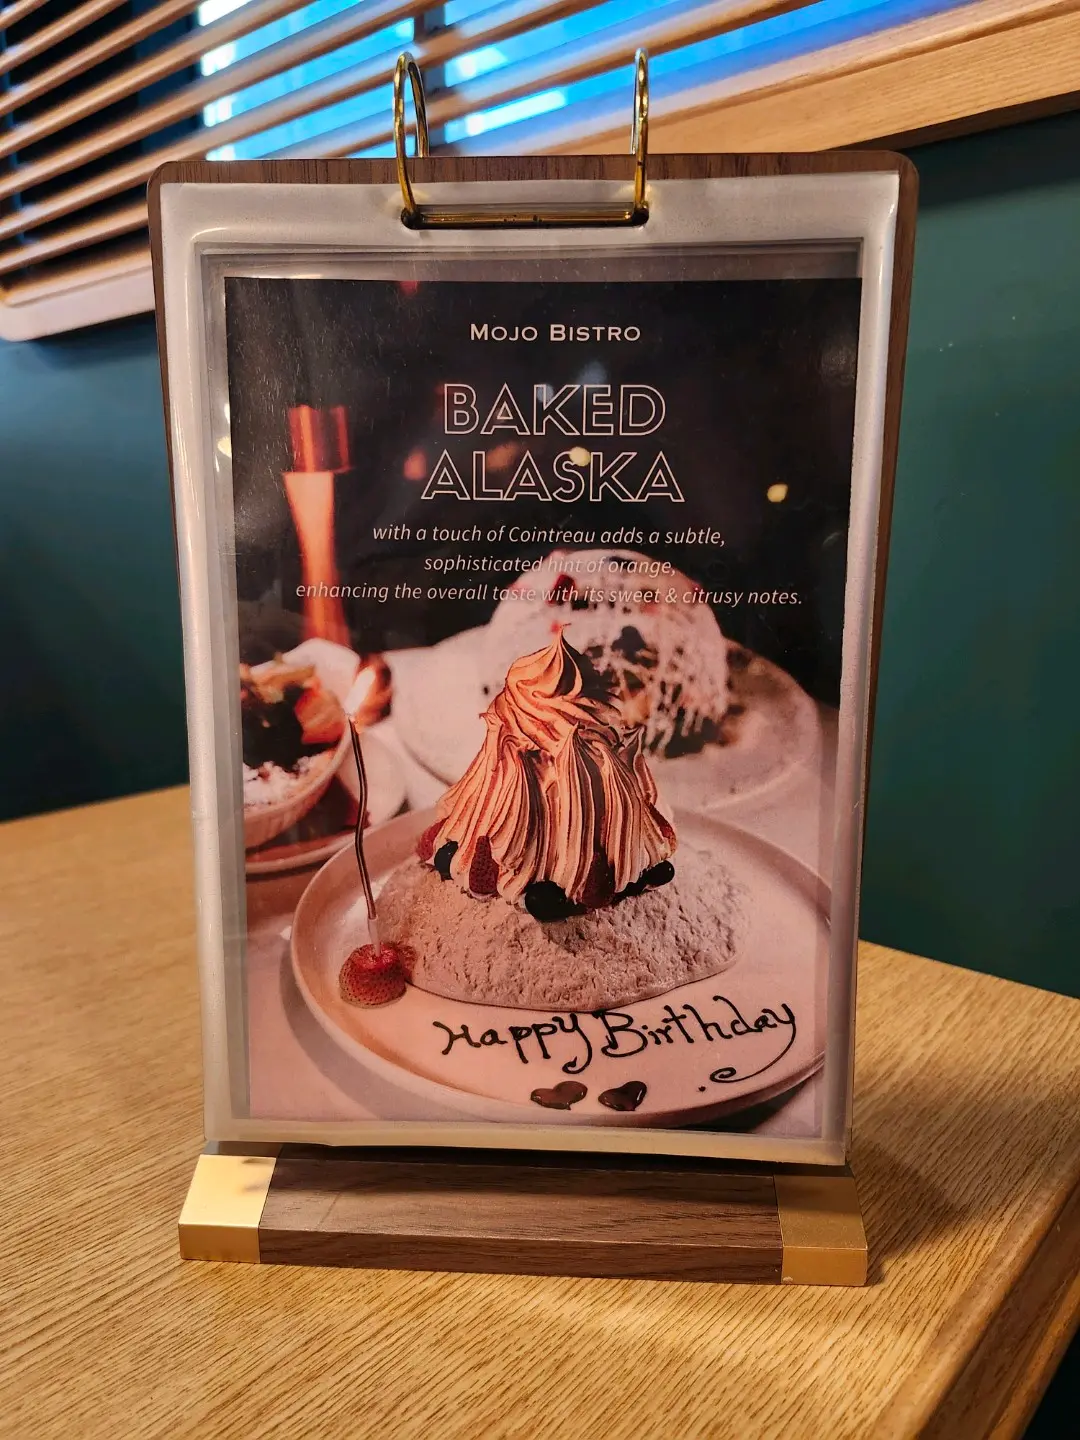 MOJO BISTRO
BAKED
ALASKA
with a touch of Cointreau adds a subtle,
sophisticated hint of orange,
enhancing the overall taste with its sweet & citrusy notes.
Happy Birthday